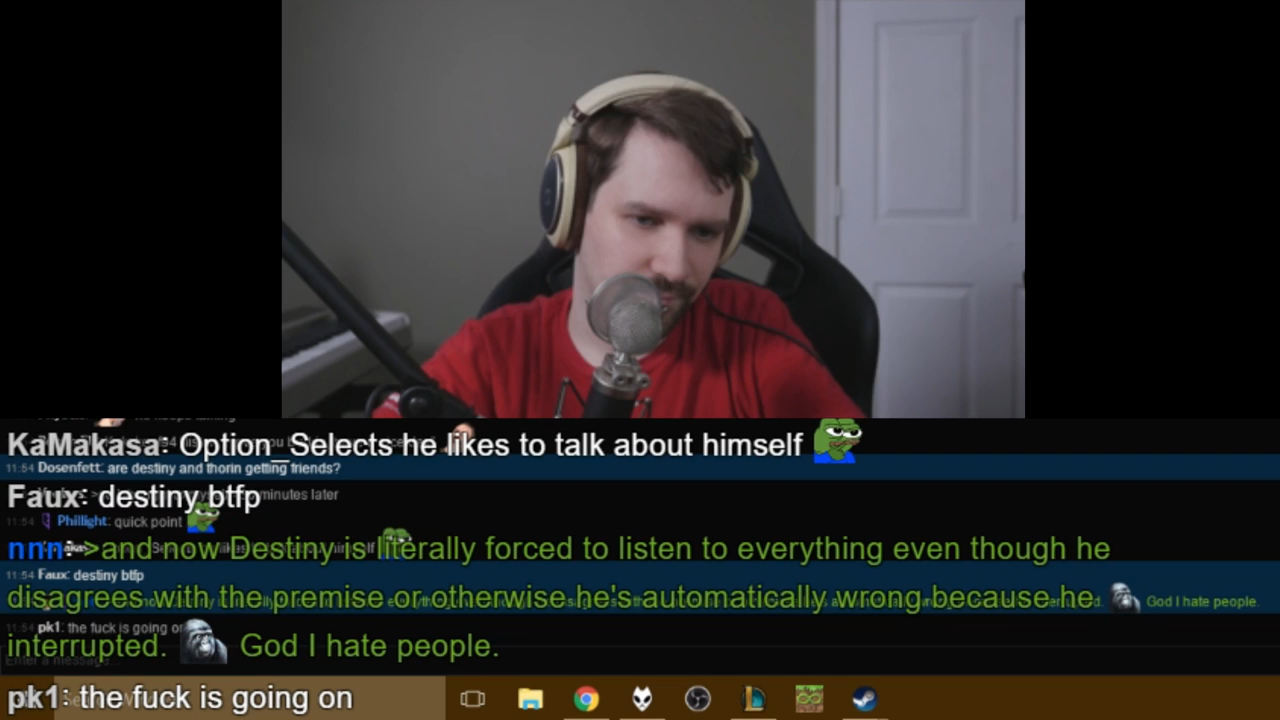 KaMakasa: Option_Selects he likes to talk about himself
11:54 Dosenfett: are destiny and thorin getting friends?
Faux: destiny btfp
minutes later
11:54 Phillight: quick point
nnn: >and now Destiny is literally forced to listen to everything even though he
11:54 Faux: destiny btfp
disagrees with the premise or otherwise he's automatically wrong because he
God I hate people.
11:54 pk1: the fuck is going on
interrupted. God I hate people.
Enter a message...
pk1: the fuck is going on